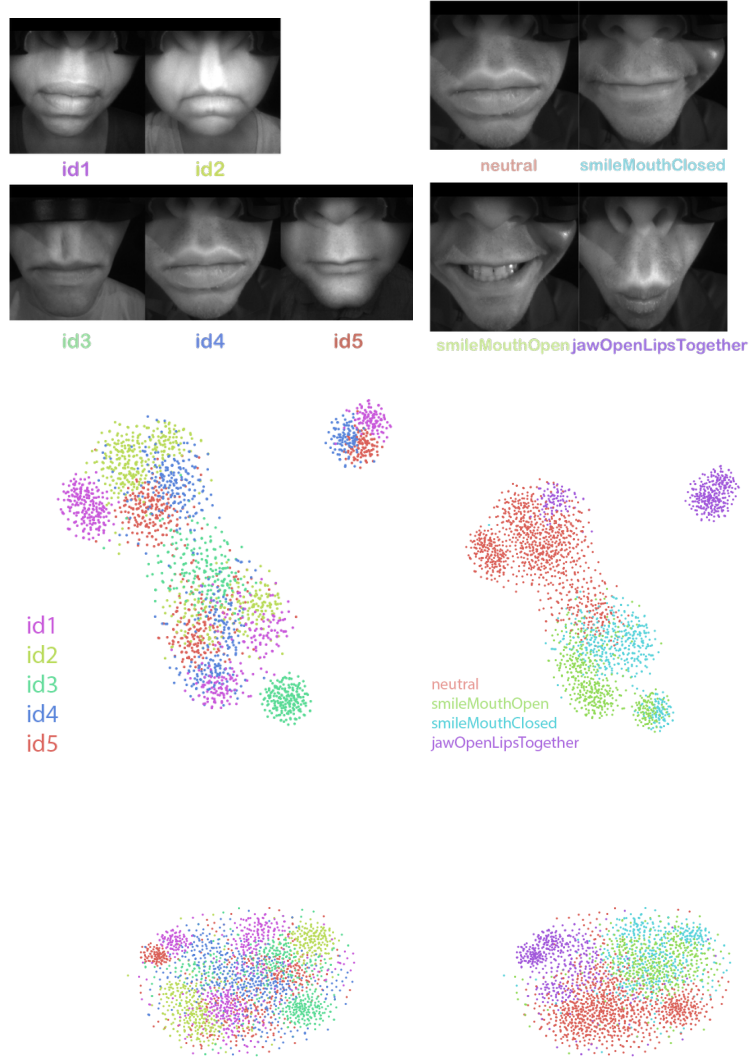 id1 id2
neutral smileMouthClosed
id3 id4 id5
smileMouthOpen jawOpenLipsTogether
id1
id2
id3
id4
id5
neutral
smileMouthOpen
smileMouthClosed
jawOpenLipsTogether